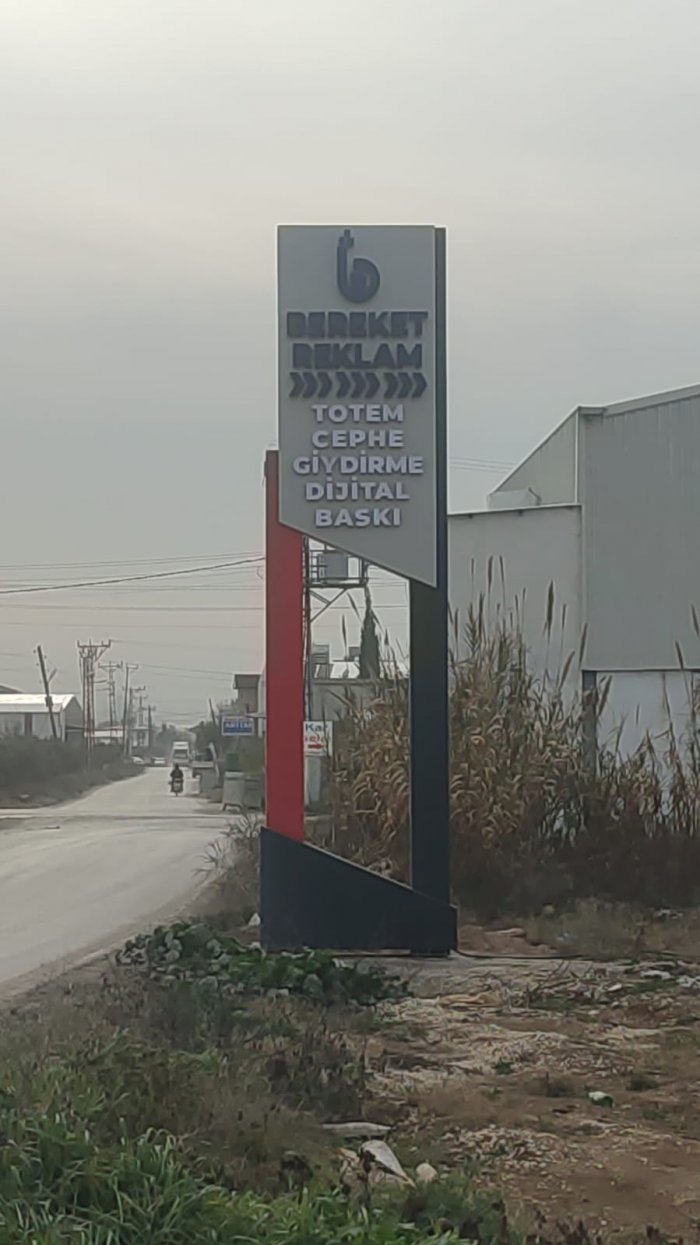 BEREKET
REKLAM
TOTEM
CEPHE
GİYDİRME
DİJİTAL
BASKI